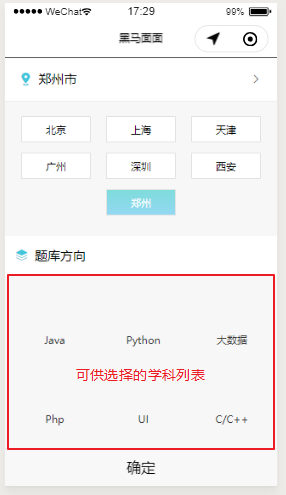 WeChat 17:29 99%
黑马面面
郑州市
北京 上海 天津
广州 深圳 西安
郑州
题库方向
Java Python 大数据
可供选择的学科列表
Php UI C/C++
确定